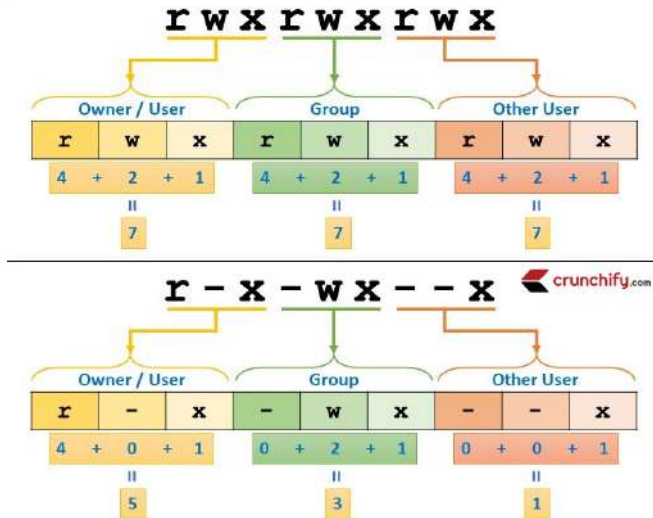 rwxrwxrwx
Owner / User Group Other User
r w x r w x r w x
4 + 2 + 1 4 + 2 + 1 4 + 2 + 1
= = =
7 7 7
r-x-wx--x crunchify.com
Owner / User Group Other User
r - x - w x - - x
4 + 0 + 1 0 + 2 + 1 0 + 0 + 1
= = =
5 3 1